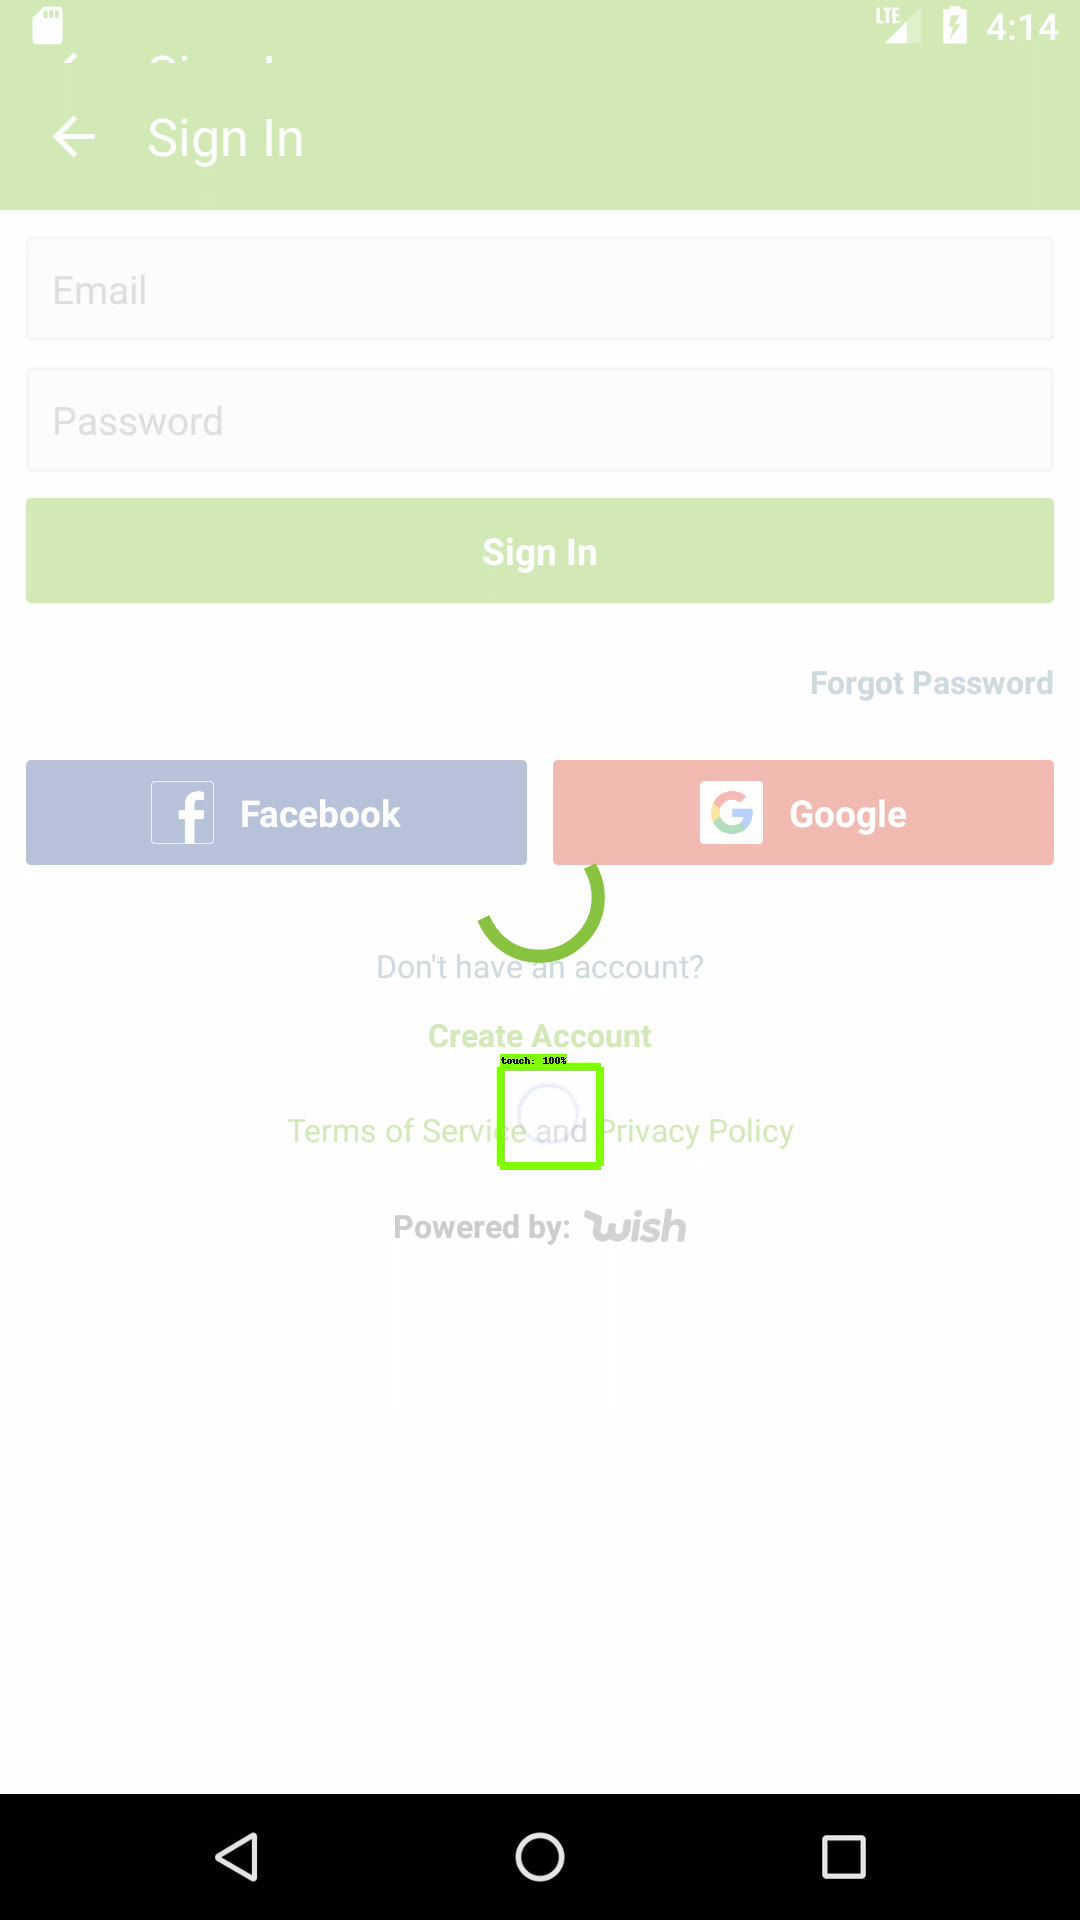 LTE 4:14
Sign In
Email
Password
Sign In
Forgot Password
Facebook
Google
Don't have an account?
Create Account
touch: 100%
Terms of Service and Privacy Policy
Powered by: wish